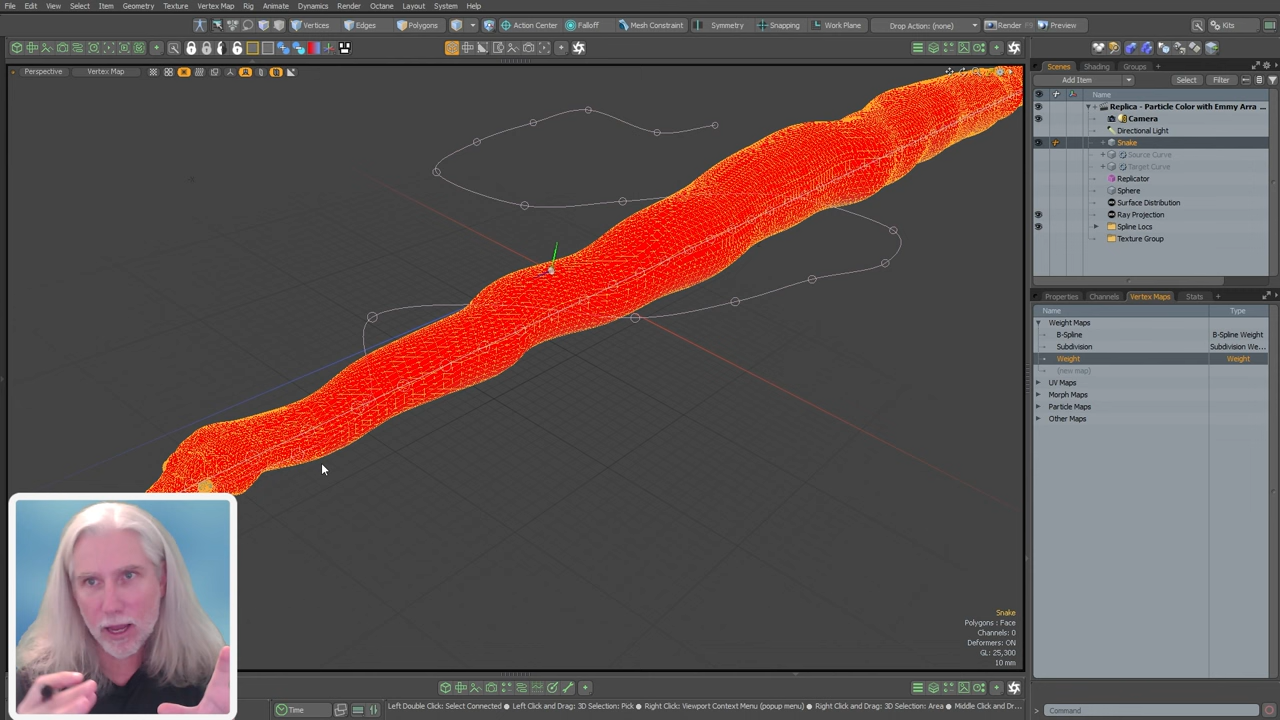 File Edit View Select Item Geometry Texture Vertex Map Rig Animate Dynamics Render Octane Layout System Help
Vertices Edges Polygons Action Center Falloff Mesh Constraint Symmetry Snapping Work Plane Drop Action: (none) Render Preview Kits
Perspective Vertex Map
Scenes Shading Groups
Add Item Select Filter
Name
Replica - Particle Color with Emmy Arra ...
Camera
Directional Light
Snake
Source Curve
Target Curve
Replicator
Sphere
Surface Distribution
Ray Projection
Spline Locs
Texture Group
Properties Channels Vertex Maps Stats
Name Type
Weight Maps
B-Spline B-Spline Weight
Subdivision Subdivision We...
Weight Weight
(new map)
UV Maps
Morph Maps
Particle Maps
Other Maps
Snake
Polygons : Face
Channels: 0
Deformers: ON
GL: 25,300
10 mm
Time
Left Double Click: Select Connected ● Left Click and Drag: 3D Selection: Pick ● Right Click: Viewport Context Menu (popup menu) ● Right Click and Drag: 3D Selection: Area ● Middle Click and Dr...
Command